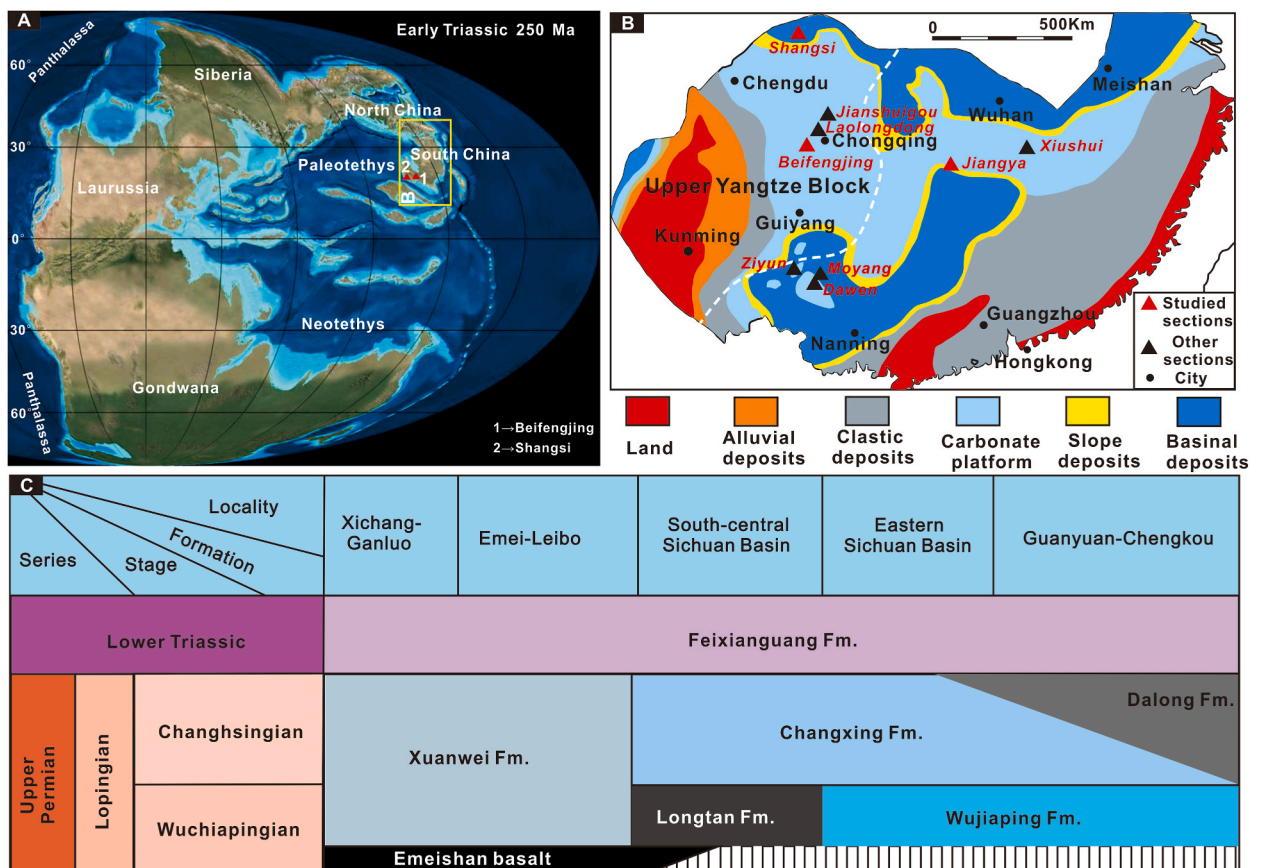 A
Early Triassic 250 Ma
Panthalassa
60°
Siberia
North China
30°
Paleotethys
South China
2
1
B
Laurussia
0°
Neotethys
30°
Gondwana
Panthalassa
60°
1→Beifengjing
2→Shangsi
B
0
500Km
Shangsi
Chengdu
Meishan
Jianshuigou
Wuhan
Laolongdong
Chongqing
Xiushui
Beifengjing
Jiangya
Upper Yangtze Block
Guiyang
Kunming
Ziyun
Moyang
Dawen
Guangzhou
Nanning
Hongkong
Studied
sections
Other
sections
City
Land
Alluvial
deposits
Clastic
deposits
Carbonate
platform
Slope
deposits
Basinal
deposits
C
Locality
Formation
Stage
Series
Xichang-
Ganluo
Emei-Leibo
South-central
Sichuan Basin
Eastern
Sichuan Basin
Guanyuan-Chengkou
Lower Triassic
Feixianguang Fm.
Upper
Permian
Lopingian
Changhsingian
Wuchiapingian
Xuanwei Fm.
Changxing Fm.
Dalong Fm.
Longtan Fm.
Wujiaping Fm.
Emeishan basalt